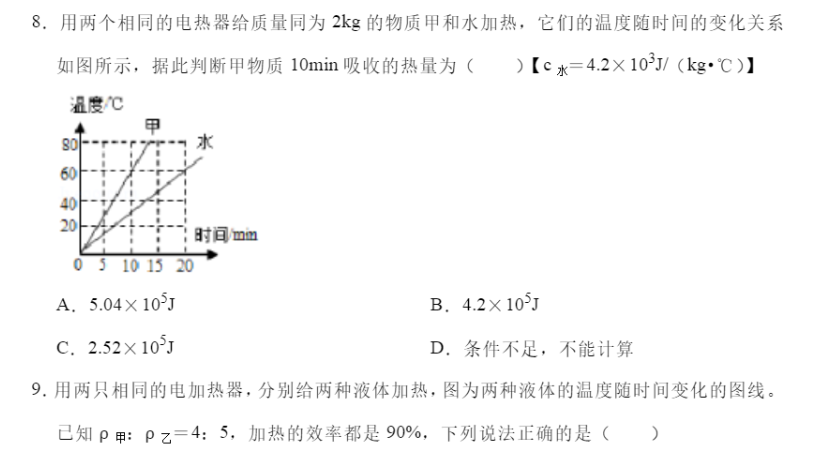 8．用两个相同的电热器给质量同为 2kg 的物质甲和水加热，它们的温度随时间的变化关系
如图所示，据此判断甲物质 10min 吸收的热量为（　　）【c 水＝4.2×10³J/（kg•℃）】
温度/℃
甲
水
80
60
40
20
时间/min
0 5 10 15 20
A．5.04×10⁵J
B．4.2×10⁵J
C．2.52×10⁵J
D．条件不足，不能计算
9．用两只相同的电加热器，分别给两种液体加热，图为两种液体的温度随时间变化的图线。
已知 ρ 甲：ρ 乙＝4：5，加热的效率都是 90%，下列说法正确的是（　　）